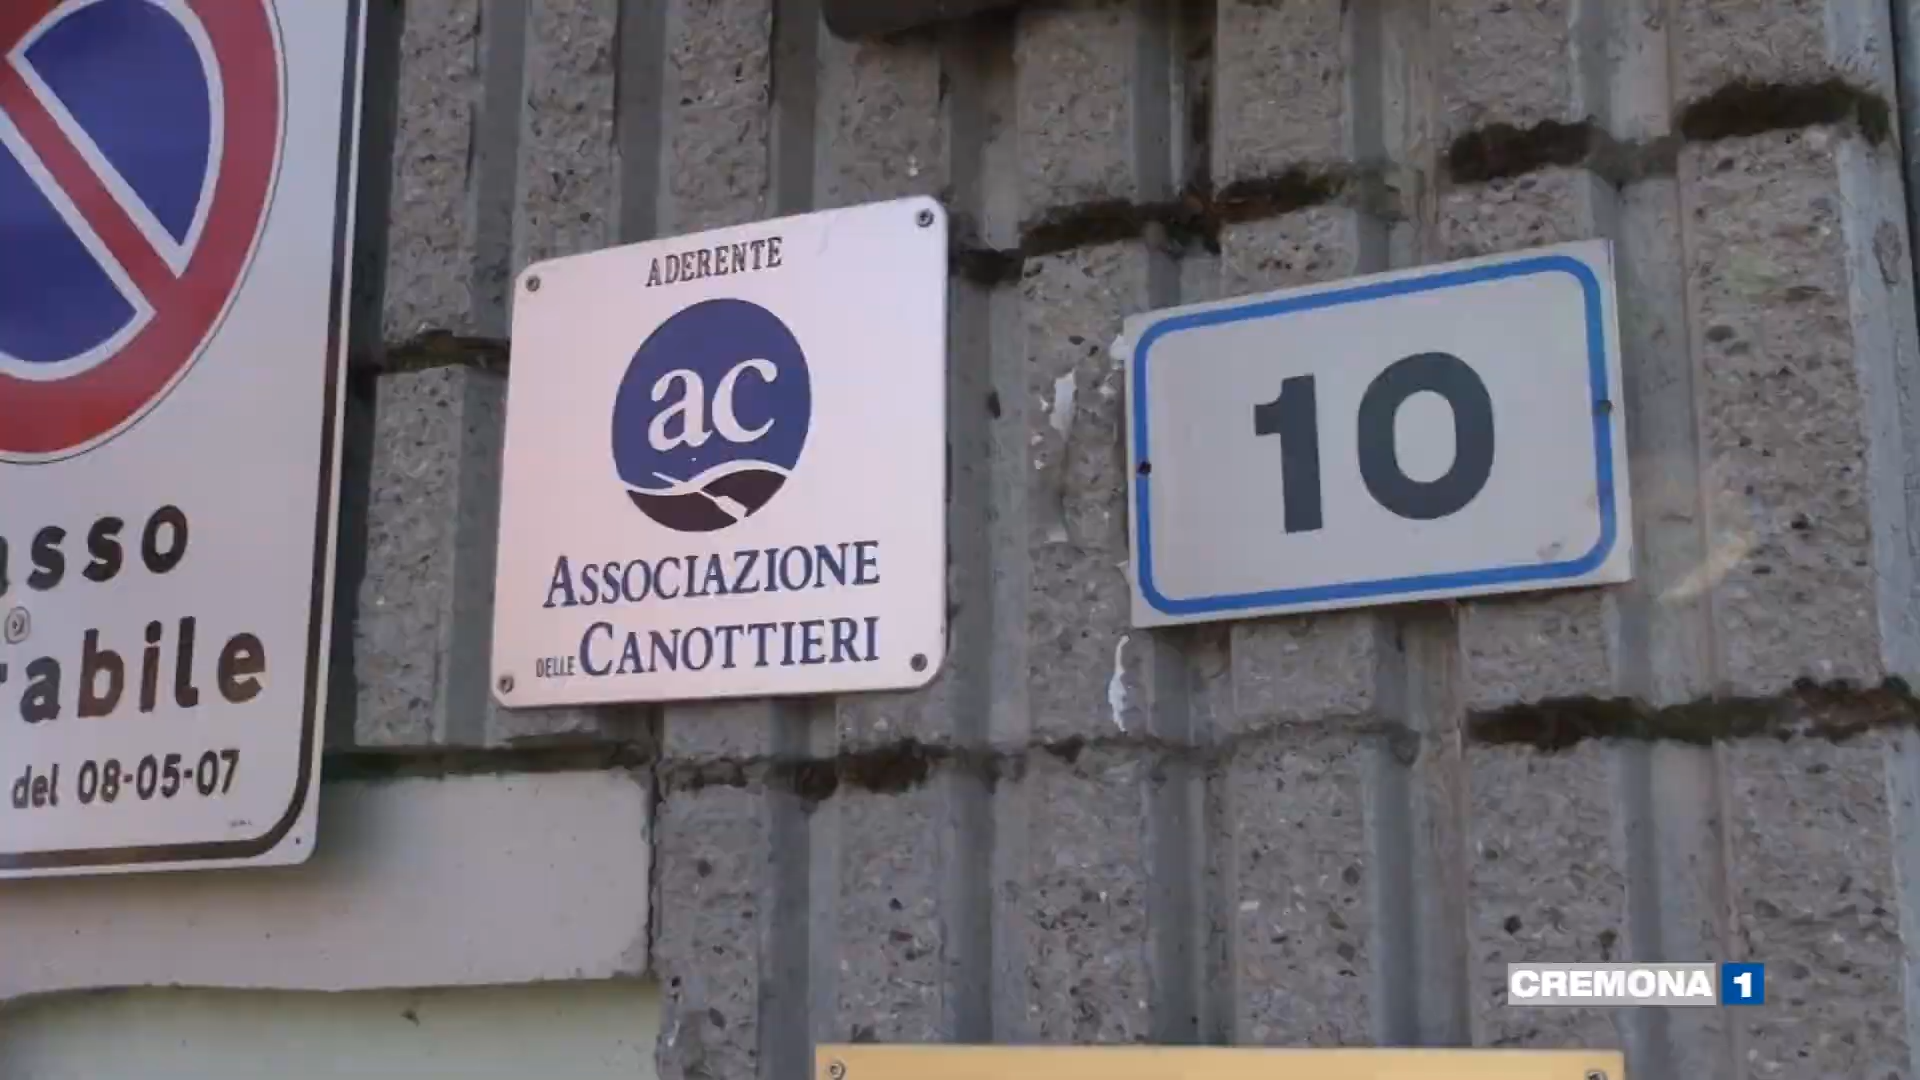 asso
rabile
del 08-05-07
ADERENTE
ac
ASSOCIAZIONE
DELLE CANOTTIERI
10
CREMONA 1